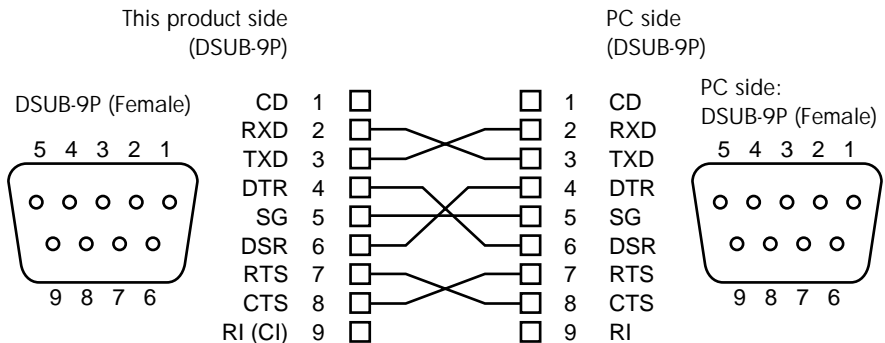 This product side
(DSUB-9P)
PC side
(DSUB-9P)
DSUB-9P (Female)
5 4 3 2 1
9 8 7 6
CD 1
RXD 2
TXD 3
DTR 4
SG 5
DSR 6
RTS 7
CTS 8
RI (CI) 9
1 CD
2 RXD
3 TXD
4 DTR
5 SG
6 DSR
7 RTS
8 CTS
9 RI
PC side:
DSUB-9P (Female)
5 4 3 2 1
9 8 7 6